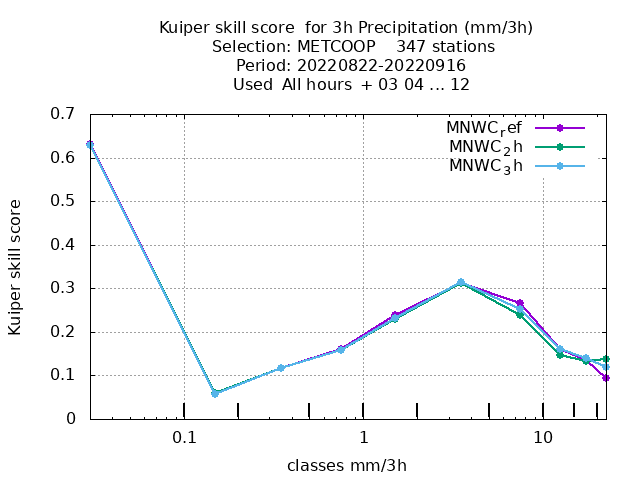 Kuiper skill score  for 3h Precipitation (mm/3h)
Selection: METCOOP    347 stations
Period: 20220822-20220916
Used  All hours  + 03 04 ... 12
MNWC_ref
MNWC_2h
MNWC_3h
0.7
0.6
0.5
0.4
0.3
0.2
0.1
0
Kuiper skill score
0.1 1 10
classes mm/3h